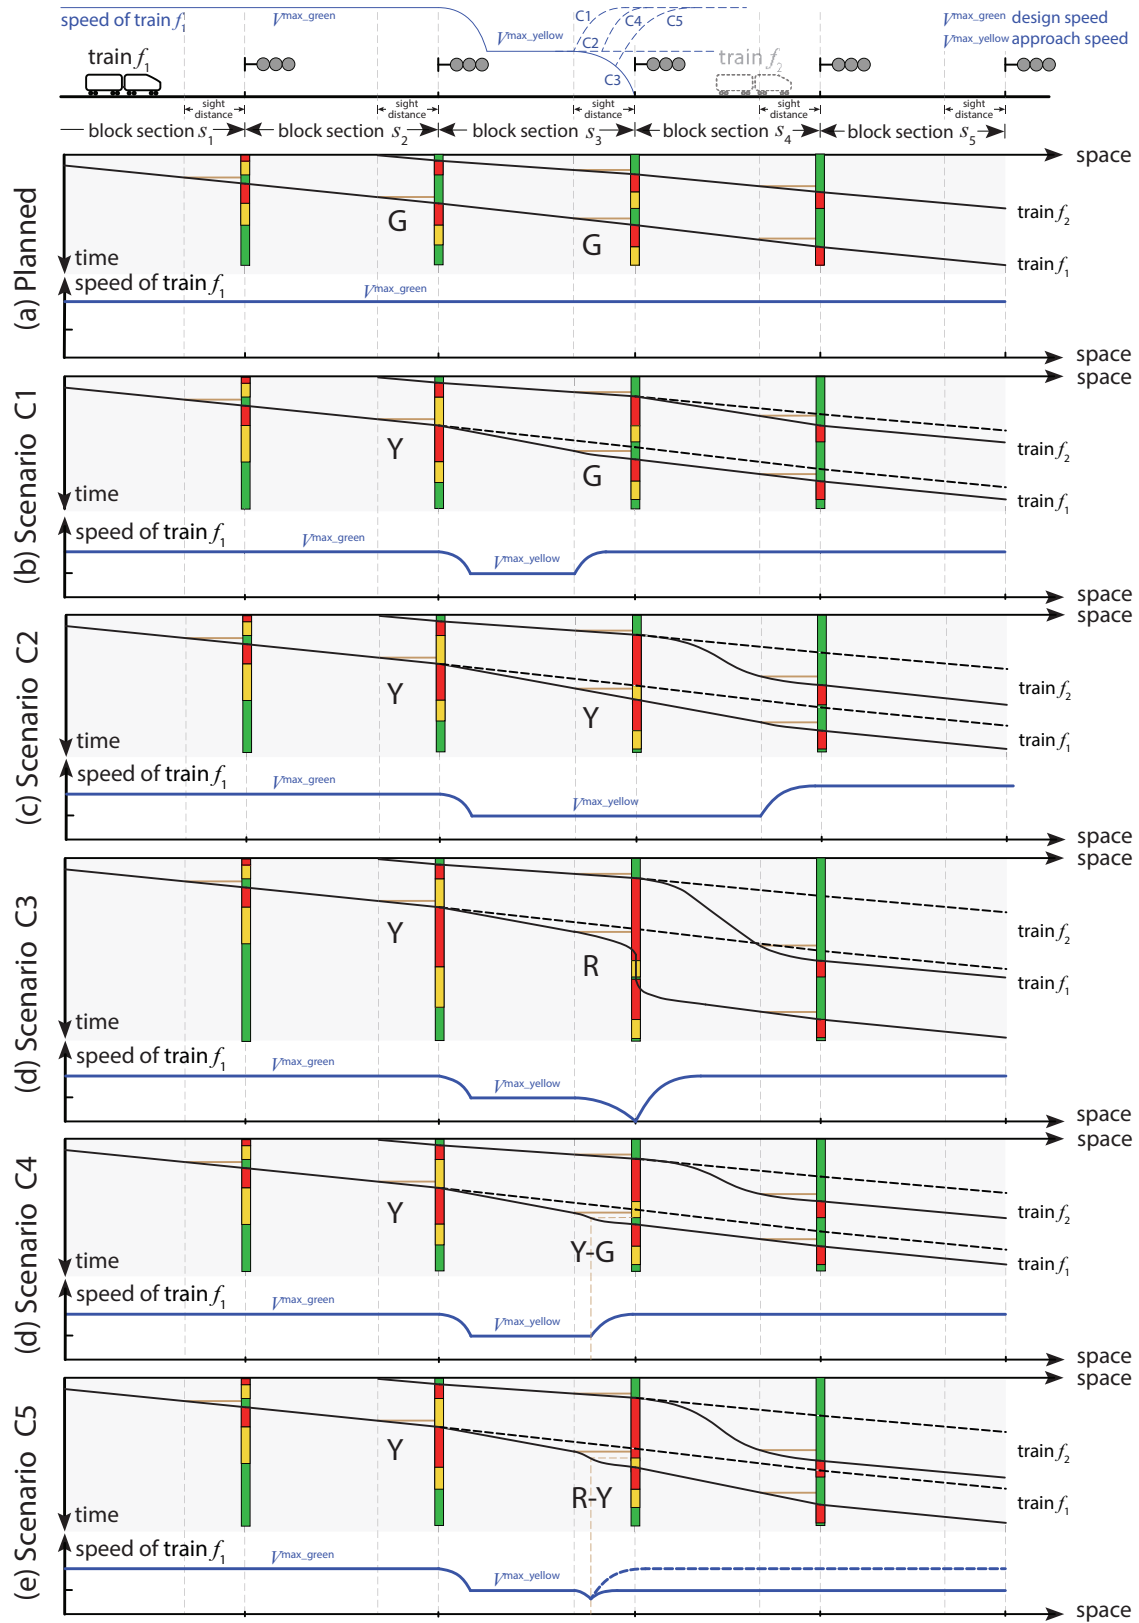 speed of train f1 Vmax_green C1 C4 C5 Vmax_green design speed
Vmax_yellow C2 Vmax_yellow approach speed
train f1 C3 train f2
sight distance sight distance sight distance sight distance sight distance
block section s1 block section s2 block section s3 block section s4 block section s5
(a) Planned
space
G
G
train f2
train f1
time
speed of train f1
Vmax_green
space
(b) Scenario C1
Y
G
train f2
train f1
time
speed of train f1
Vmax_green
Vmax_yellow
space
space
(c) Scenario C2
Y
Y
train f2
train f1
time
speed of train f1
Vmax_green
Vmax_yellow
space
space
(d) Scenario C3
Y
R
train f2
train f1
time
speed of train f1
Vmax_green
Vmax_yellow
space
space
(d) Scenario C4
Y
Y-G
train f2
train f1
time
speed of train f1
Vmax_green
Vmax_yellow
space
space
(e) Scenario C5
Y
R-Y
train f2
train f1
time
speed of train f1
Vmax_green
Vmax_yellow
space